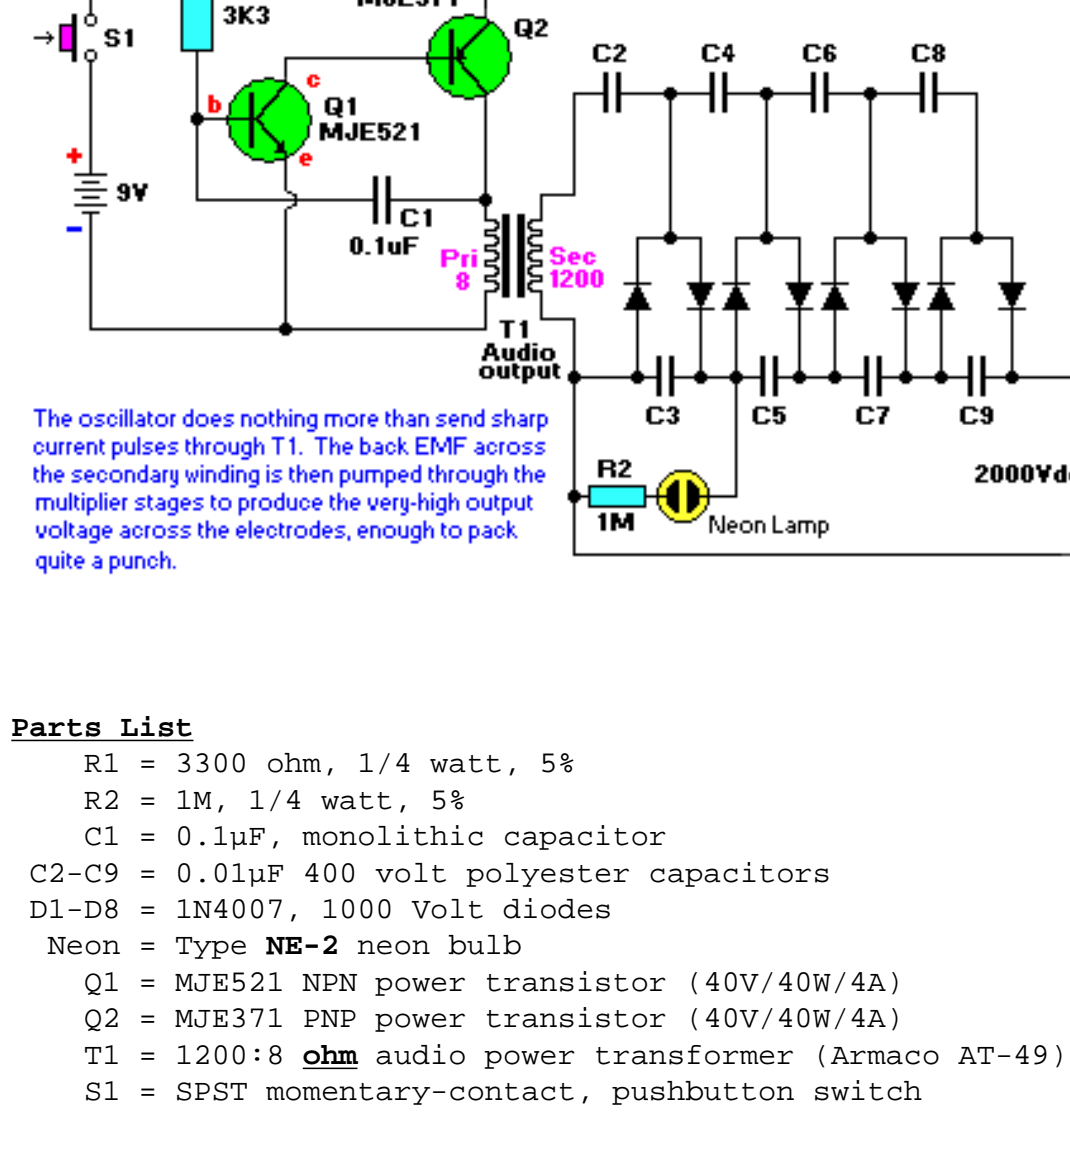 MJE371
3K3
Q2
S1
C2 C4 C6 C8
c
b
Q1
MJE521
e
+
9V
-
C1
0.1uF
Pri
8
Sec
1200
T1
Audio
output
C3 C5 C7 C9
The oscillator does nothing more than send sharp
current pulses through T1. The back EMF across
the secondary winding is then pumped through the
multiplier stages to produce the very-high output
voltage across the electrodes, enough to pack
quite a punch.
R2
1M
Neon Lamp
2000Vd
Parts List
R1 = 3300 ohm, 1/4 watt, 5%
R2 = 1M, 1/4 watt, 5%
C1 = 0.1µF, monolithic capacitor
C2-C9 = 0.01µF 400 volt polyester capacitors
D1-D8 = 1N4007, 1000 Volt diodes
Neon = Type NE-2 neon bulb
Q1 = MJE521 NPN power transistor (40V/40W/4A)
Q2 = MJE371 PNP power transistor (40V/40W/4A)
T1 = 1200:8 ohm audio power transformer (Armaco AT-49)
S1 = SPST momentary-contact, pushbutton switch